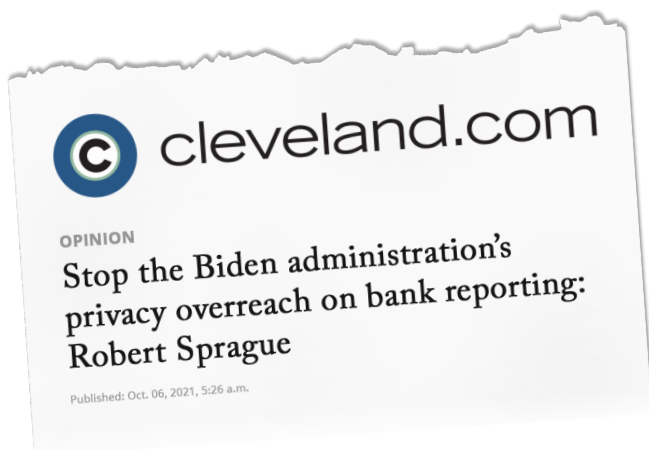 C cleveland.com
OPINION
Stop the Biden administration’s
privacy overreach on bank reporting:
Robert Sprague
Published: Oct. 06, 2021, 5:26 a.m.